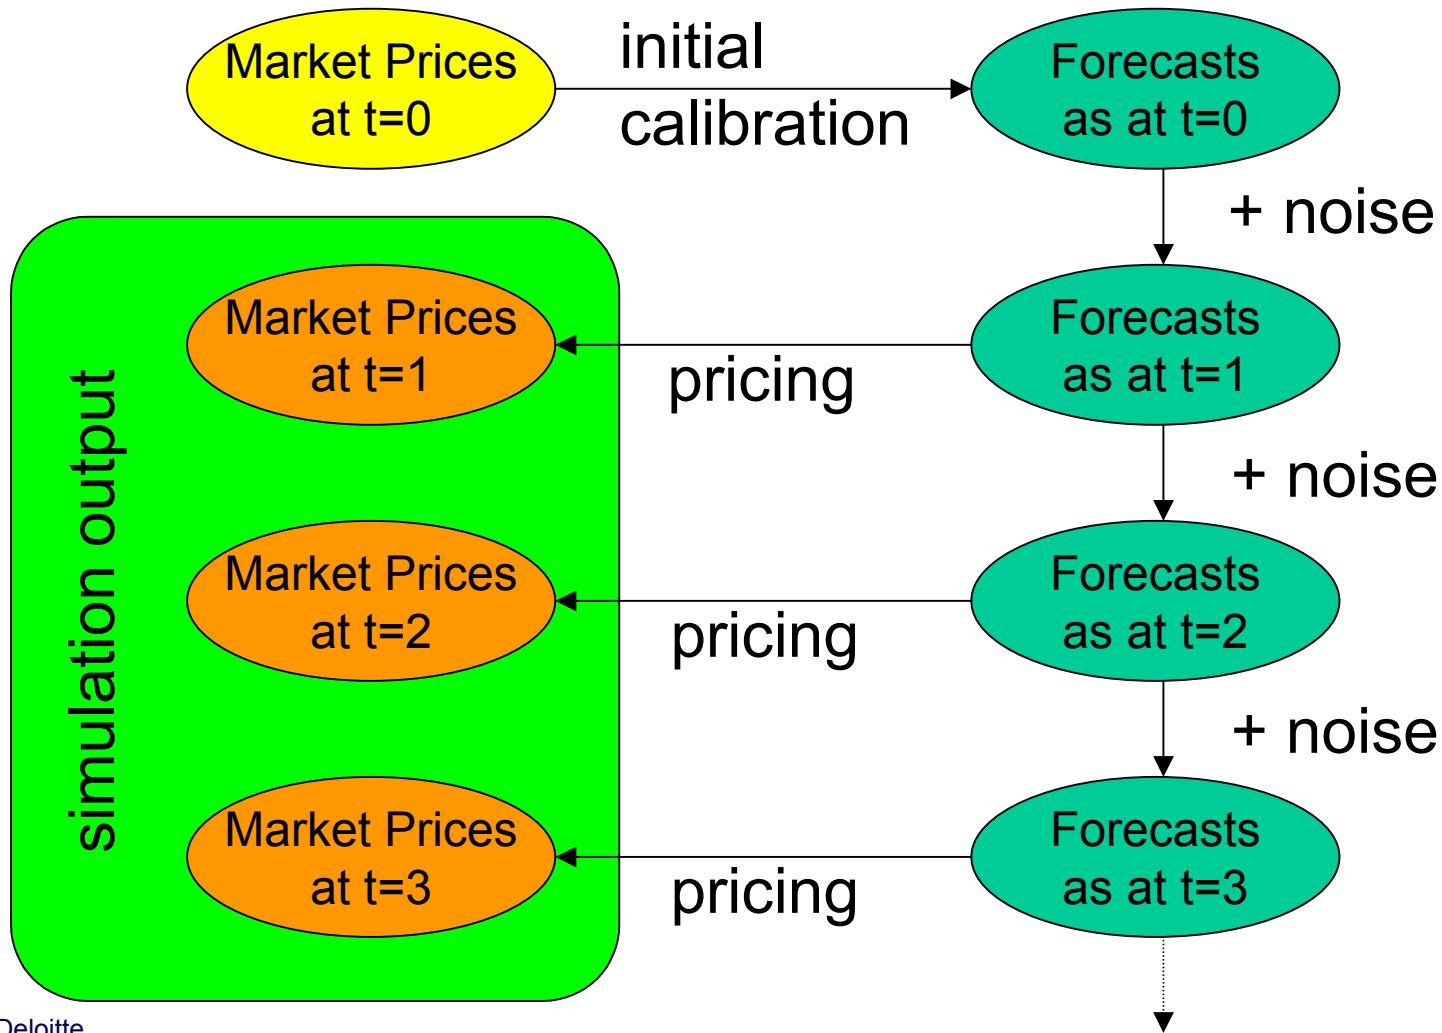 Market Prices
at t=0
initial
calibration
Forecasts
as at t=0
+ noise
simulation output
Market Prices
at t=1
pricing
Forecasts
as at t=1
+ noise
Market Prices
at t=2
pricing
Forecasts
as at t=2
+ noise
Market Prices
at t=3
pricing
Forecasts
as at t=3
Deloitte